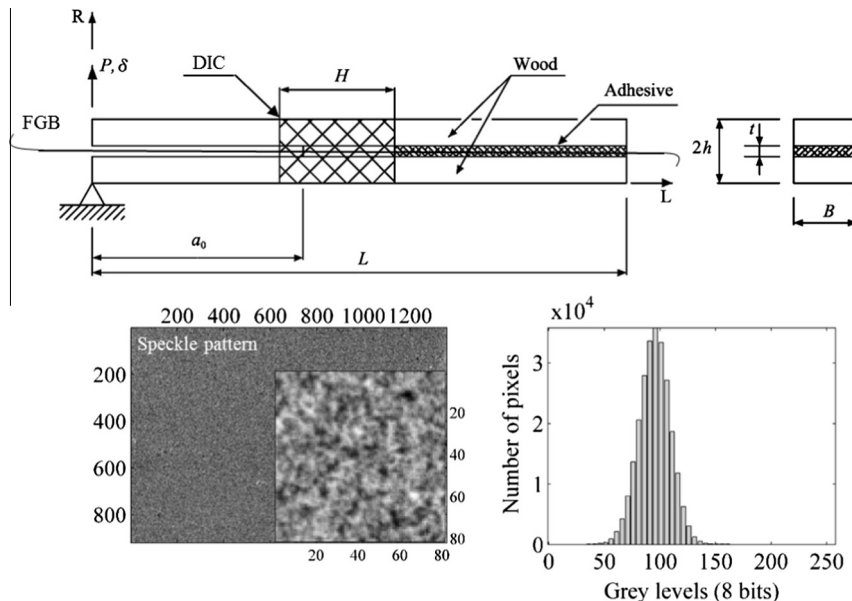 R
P, δ
DIC
H
Wood
Adhesive
FGB
2h
t
L
B
a₀
L
200 400 600 800 1000 1200
Speckle pattern
200
400
600
800
20
40
60
80
20 40 60 80
x10⁴
3
2
1
0
Number of pixels
0 50 100 150 200 250
Grey levels (8 bits)